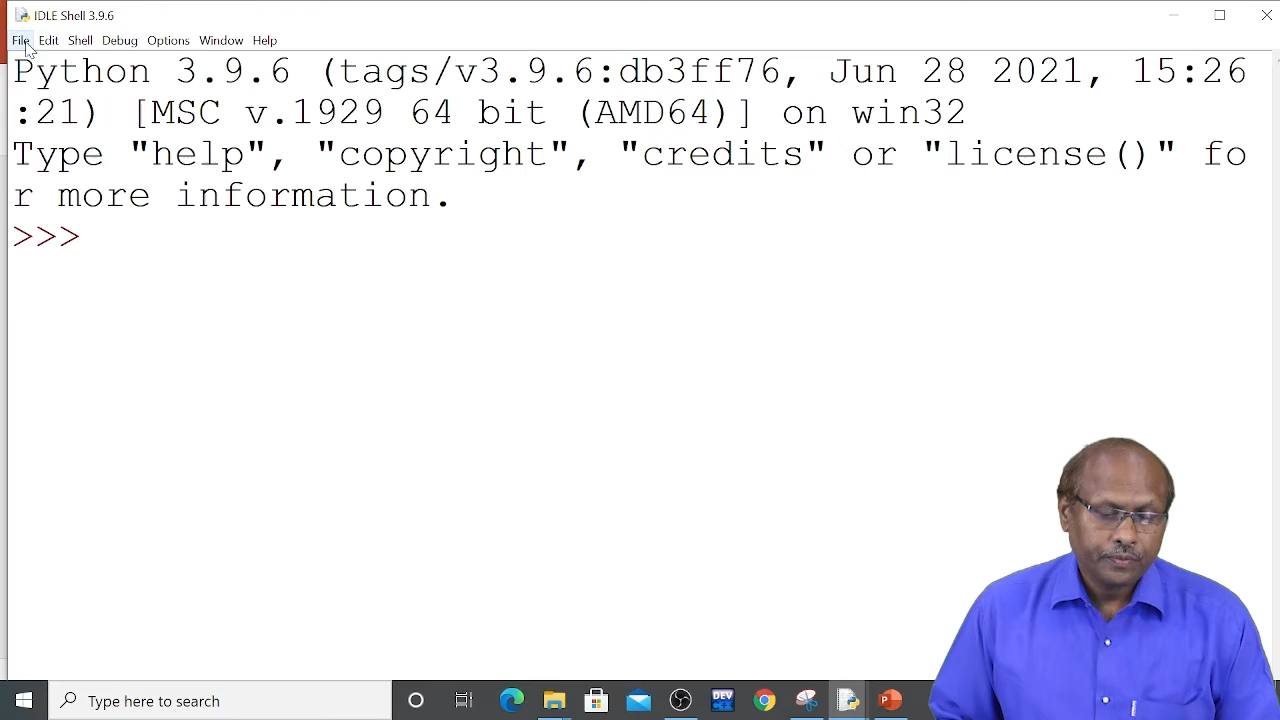 IDLE Shell 3.9.6
File Edit Shell Debug Options Window Help
Python 3.9.6 (tags/v3.9.6:db3ff76, Jun 28 2021, 15:26
:21) [MSC v.1929 64 bit (AMD64)] on win32
Type "help", "copyright", "credits" or "license()" fo
r more information.
>>>
Type here to search
DEV